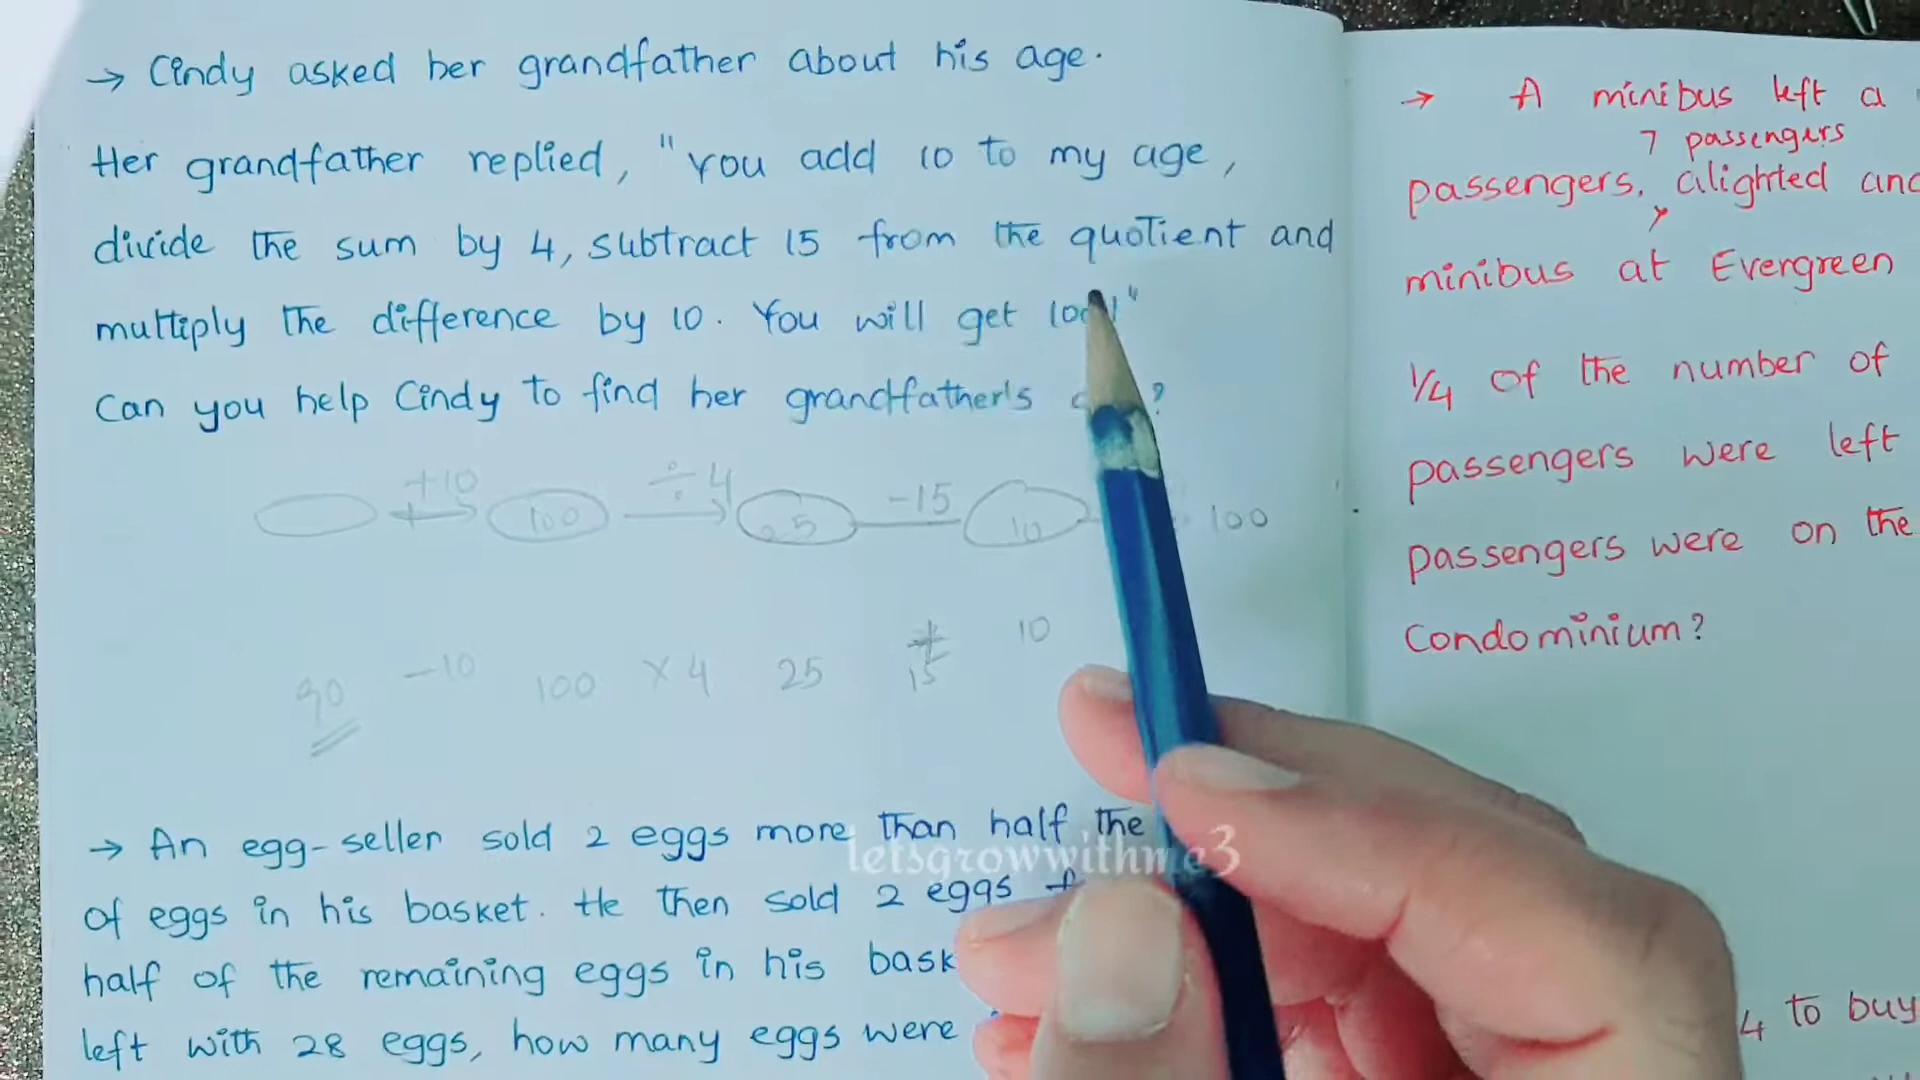 → Cindy asked her grandfather about his age.
Her grandfather replied, "You add 10 to my age,
divide the sum by 4, subtract 15 from the quotient and
multiply the difference by 10. You will get
Can you help Cindy to find her grandfather's ?
+10 ÷ 4 -15
100 10 100
90 -10 100 × 4 25 + 15 10
→ An egg-seller sold 2 eggs more than half the
of eggs in his basket. He then sold 2 eggs
half of the remaining eggs in his
left with 28 eggs, how many eggs were
letsgrowwithme3
→ A minibus left a
7 passengers
passengers, alighted
minibus at Evergreen
1/4 of the number of
passengers were left
passengers were on the
Condominium?
4 to buy